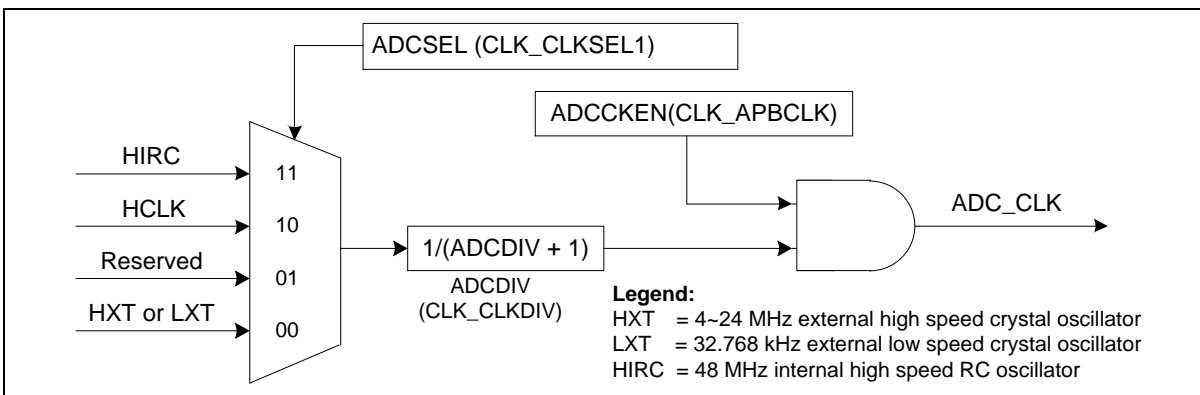 ADCSEL (CLK_CLKSEL1)
ADCCKEN(CLK_APBCLK)
HIRC
11
HCLK
10
Reserved
01
HXT or LXT
00
1/(ADCDIV + 1)
ADCDIV
(CLK_CLKDIV)
ADC_CLK
Legend:
HXT = 4~24 MHz external high speed crystal oscillator
LXT = 32.768 kHz external low speed crystal oscillator
HIRC = 48 MHz internal high speed RC oscillator